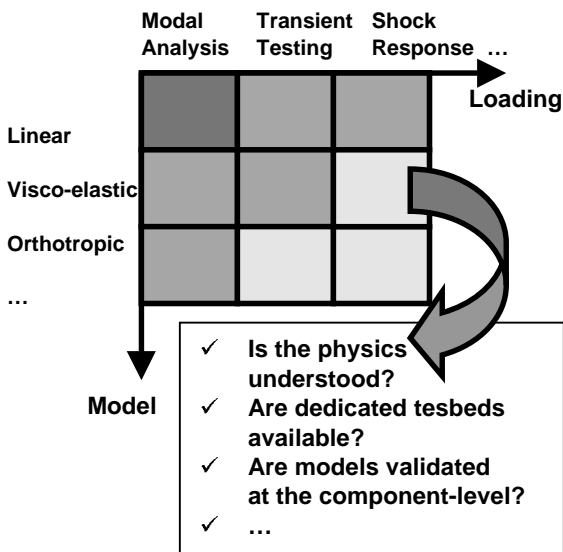 Modal Transient Shock
Analysis Testing Response …
Loading
Linear
Visco-elastic
Orthotropic
…
Model
✓ Is the physics
understood?
✓ Are dedicated tesbeds
available?
✓ Are models validated
at the component-level?
✓ …